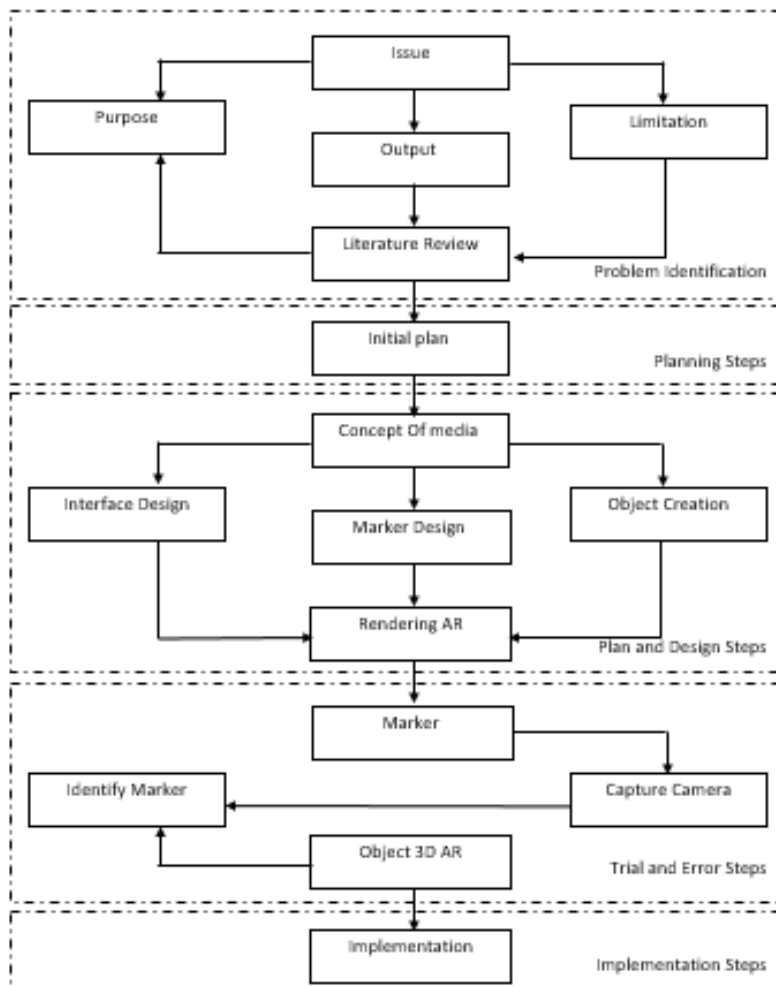 Issue
Purpose
Limitation
Output
Literature Review
Problem Identification
Initial plan
Planning Steps
Concept Of media
Interface Design
Object Creation
Marker Design
Rendering AR
Plan and Design Steps
Marker
Identify Marker
Capture Camera
Object 3D AR
Trial and Error Steps
Implementation
Implementation Steps